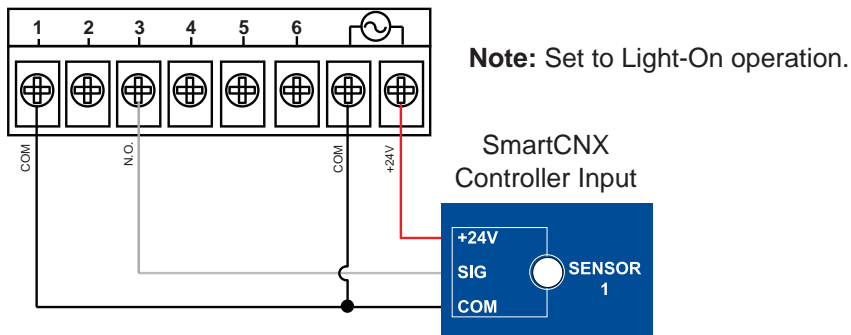 1 2 3 4 5 6
Note: Set to Light-On operation.
COM
N.O.
COM
+24V
SmartCNX
Controller Input
+24V
SIG
COM
SENSOR
1